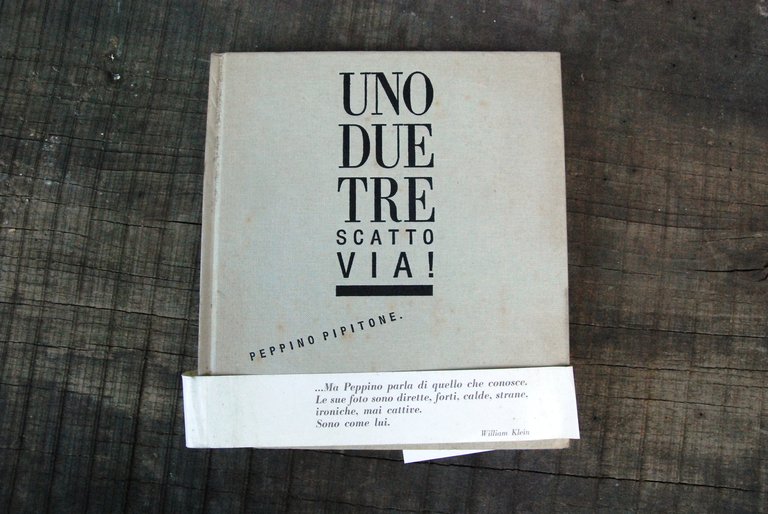 UNO
DUE
TRE
SCATTO
VIA!
PEPPINO PIPITONE.
...Ma Peppino parla di quello che conosce.
Le sue foto sono dirette, forti, calde, strane,
ironiche, mai cattive.
Sono come lui.
William Klein